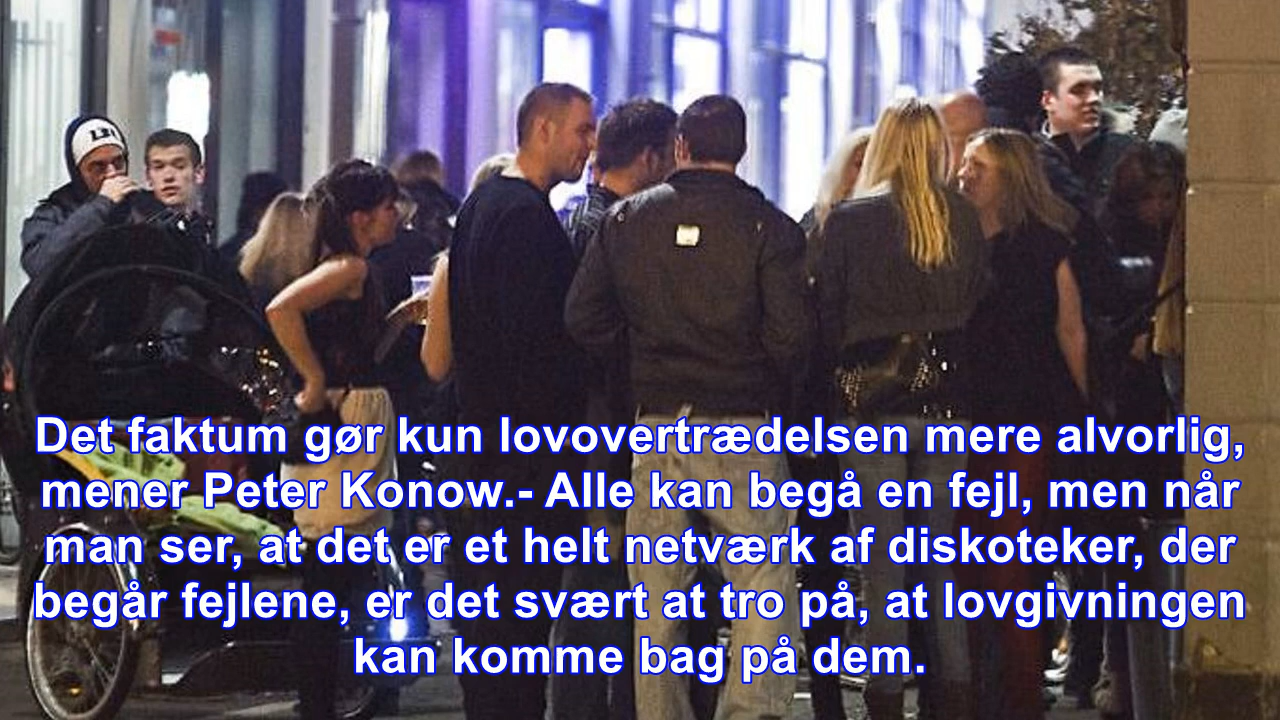 Det faktum gør kun lovovertrædelsen mere alvorlig,
mener Peter Konow.- Alle kan begå en fejl, men når
man ser, at det er et helt netværk af diskoteker, der
begår fejlene, er det svært at tro på, at lovgivningen
kan komme bag på dem.